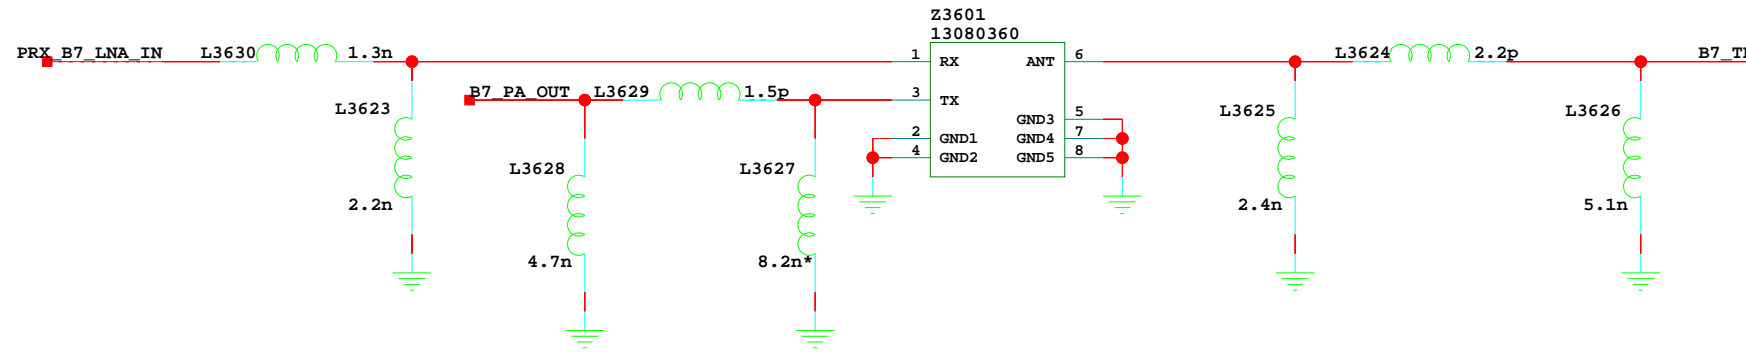 Z3601
13080360
PRX_B7_LNA_IN
L3630
1.3n
1
RX
ANT
6
L3624
2.2p
B7_T
B7_PA_OUT
L3629
1.5p
3
TX
L3623
2.2n
L3628
4.7n
L3627
8.2n*
2
GND1
4
GND2
GND3
5
GND4
7
GND5
8
L3625
2.4n
L3626
5.1n